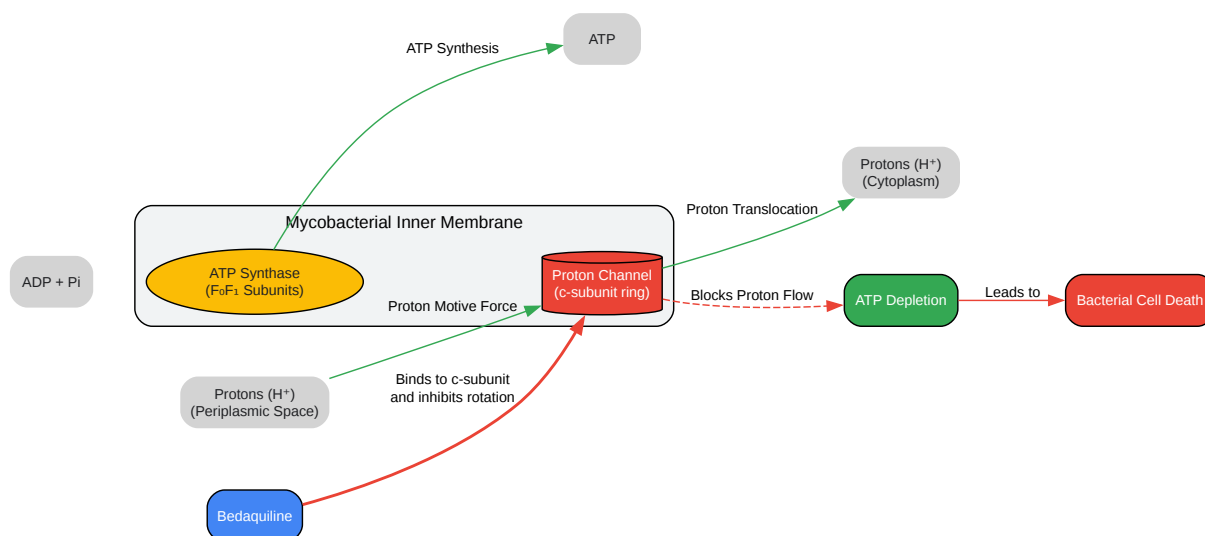 ATP
ATP Synthesis
Protons (H⁺)
(Cytoplasm)
Proton Translocation
Mycobacterial Inner Membrane
ADP + Pi
ATP Synthase
(F₀F₁ Subunits)
Proton Channel
(c-subunit ring)
Proton Motive Force
Blocks Proton Flow
ATP Depletion
Leads to
Bacterial Cell Death
Protons (H⁺)
(Periplasmic Space)
Binds to c-subunit
and inhibits rotation
Bedaquiline